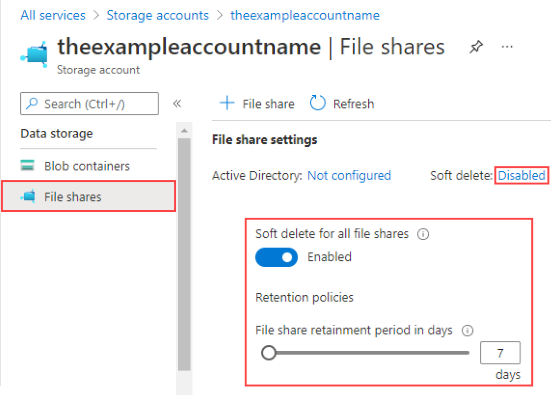 All services > Storage accounts > theexampleaccountname
theexampleaccountname | File shares
Storage account
Search (Ctrl+/)
+ File share Refresh
Data storage
File share settings
Blob containers
Active Directory: Not configured Soft delete: Disabled
File shares
Soft delete for all file shares
Enabled
Retention policies
File share retainment period in days
7
days